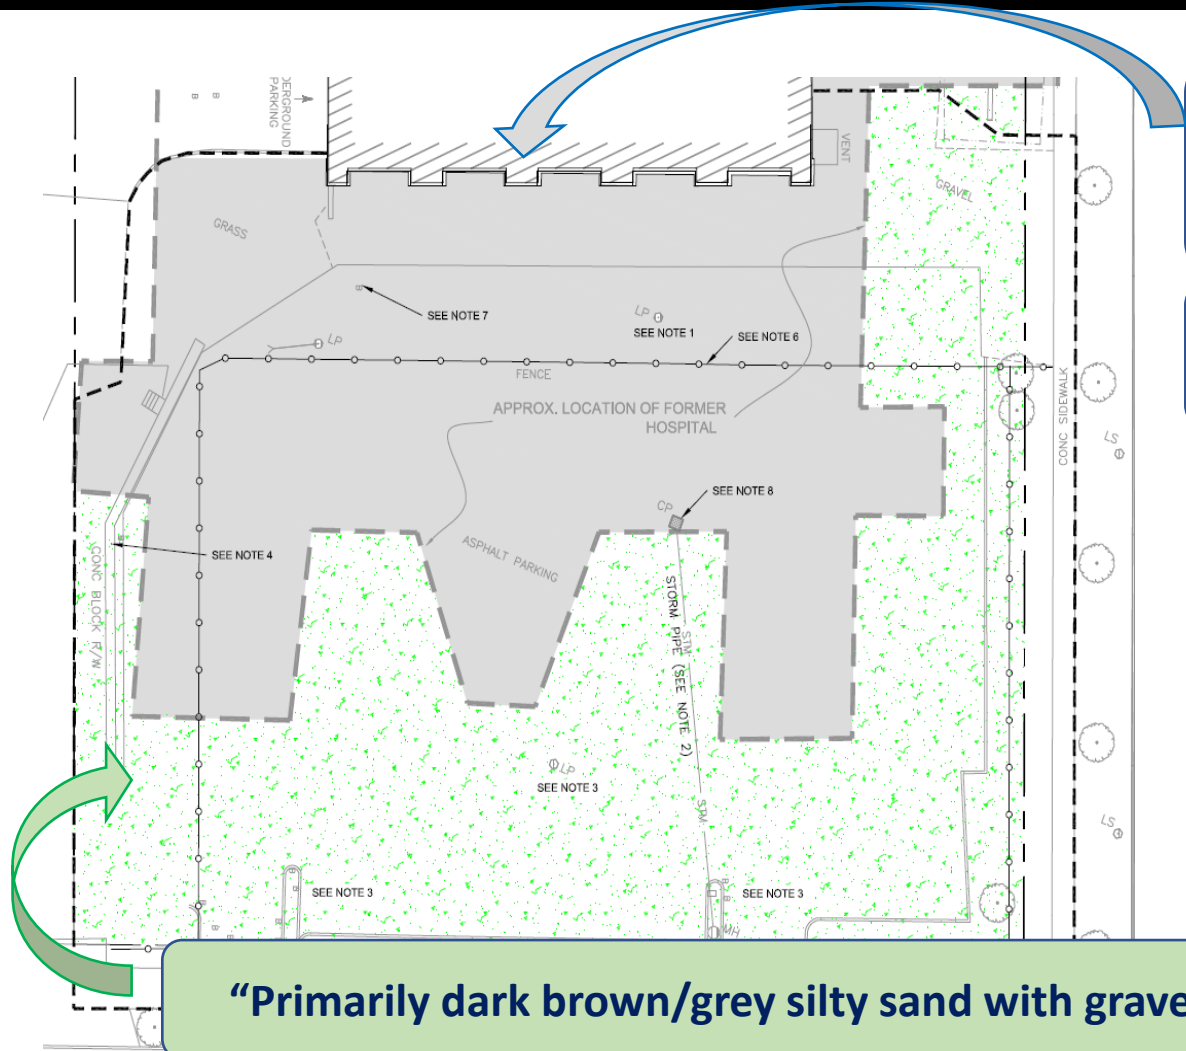 DERGROUND
PARKING
B B
VENT
GRAVEL
GRASS
B
SEE NOTE 7
LP
SEE NOTE 1
SEE NOTE 6
LP
FENCE
APPROX. LOCATION OF FORMER
HOSPITAL
CONC SIDEWALK
LS
SEE NOTE 8
CP
ASPHALT PARKING
B
SEE NOTE 4
CONC BLOCK R/W
STM
STORM PIPE (SEE NOTE 2)
LP
SEE NOTE 3
STM
LS
B
B
SEE NOTE 3
B
B
B
SEE NOTE 3
B
B
B
B
MH
“Primarily dark brown/grey silty sand with grave